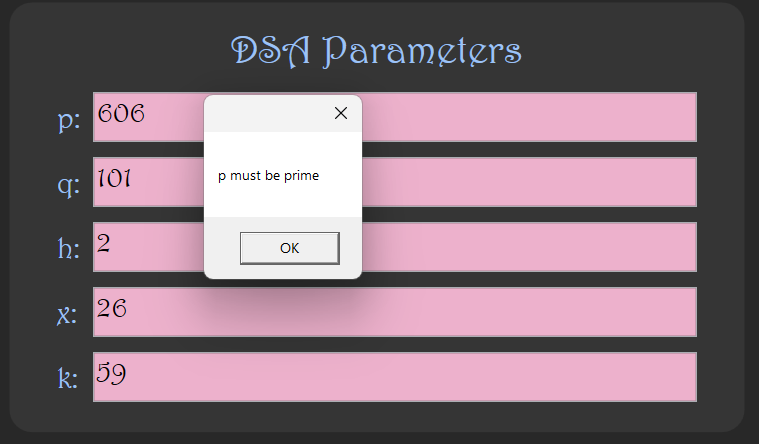 DSA Parameters
p: 606
p must be prime
q: 101
h: 2
OK
x: 26
k: 59